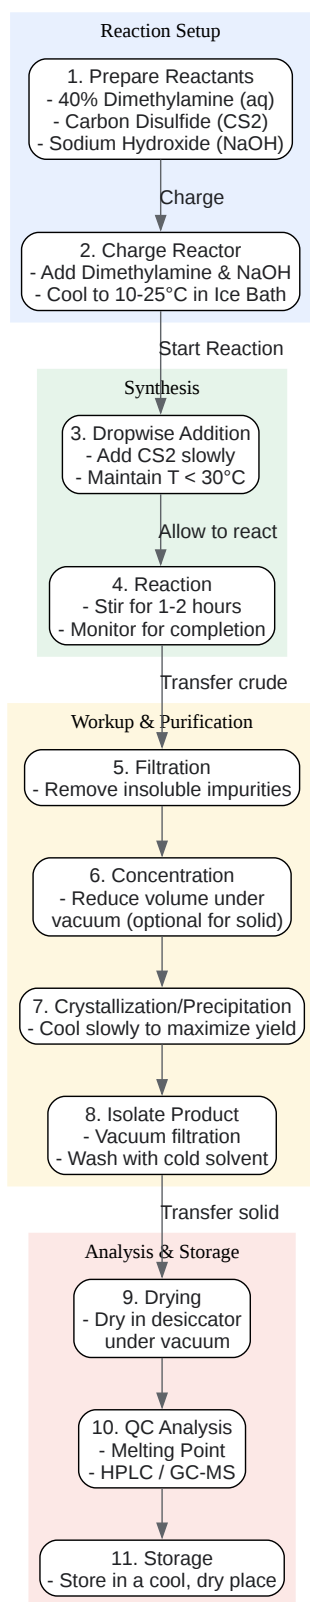 Reaction Setup
1. Prepare Reactants
- 40% Dimethylamine (aq)
- Carbon Disulfide (CS2)
- Sodium Hydroxide (NaOH)
Charge
2. Charge Reactor
- Add Dimethylamine & NaOH
- Cool to 10-25°C in Ice Bath
Start Reaction
Synthesis
3. Dropwise Addition
- Add CS2 slowly
- Maintain T < 30°C
Allow to react
4. Reaction
- Stir for 1-2 hours
- Monitor for completion
Transfer crude
Workup & Purification
5. Filtration
- Remove insoluble impurities
6. Concentration
- Reduce volume under
vacuum (optional for solid)
7. Crystallization/Precipitation
- Cool slowly to maximize yield
8. Isolate Product
- Vacuum filtration
- Wash with cold solvent
Transfer solid
Analysis & Storage
9. Drying
- Dry in desiccator
under vacuum
10. QC Analysis
- Melting Point
- HPLC / GC-MS
11. Storage
- Store in a cool, dry place